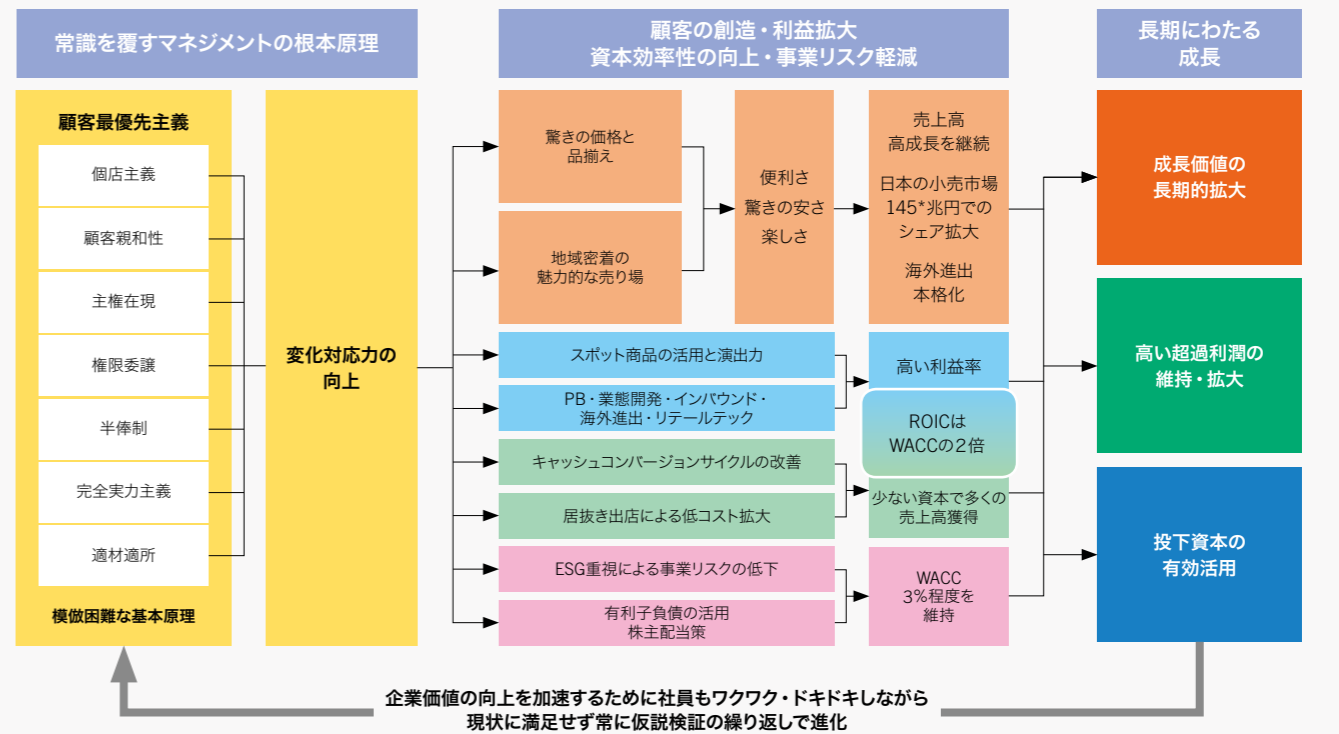 常識を覆すマネジメントの根本原理
顧客の創造・利益拡大
資本効率性の向上・事業リスク軽減
長期にわたる
成長
顧客最優先主義
個店主義
顧客親和性
主権在現
権限委譲
半俸制
完全実力主義
適材適所
模倣困難な基本原理
変化対応力の
向上
驚きの価格と
品揃え
地域密着の
魅力的な売り場
便利さ
驚きの安さ
楽しさ
売上高
高成長を継続
日本の小売市場
145*兆円での
シェア拡大
海外進出
本格化
スポット商品の活用と演出力
PB・業態開発・インバウンド・
海外進出・リテールテック
高い利益率
ROICは
WACCの2倍
キャッシュコンバージョンサイクルの改善
居抜き出店による低コスト拡大
少ない資本で多くの
売上高獲得
ESG重視による事業リスクの低下
有利子負債の活用
株主配当策
WACC
3%程度を
維持
成長価値の
長期的拡大
高い超過利潤の
維持・拡大
投下資本の
有効活用
企業価値の向上を加速するために社員もワクワク・ドキドキしながら
現状に満足せず常に仮説検証の繰り返しで進化